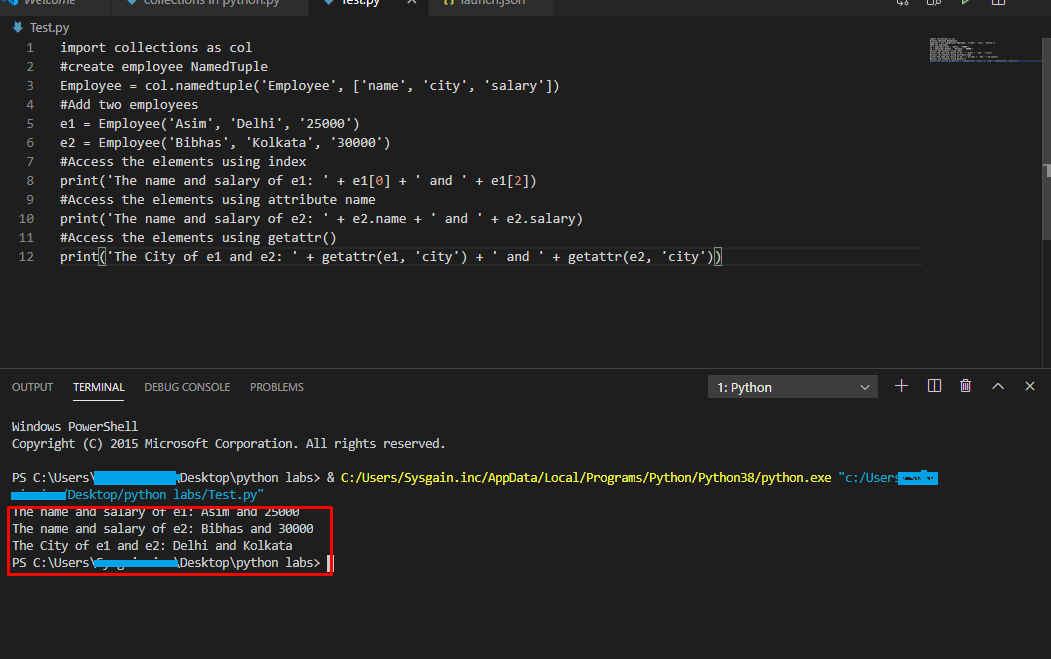 Welcome collections in python.py Test.py launch.json
Test.py
1 import collections as col
2 #create employee NamedTuple
3 Employee = col.namedtuple('Employee', ['name', 'city', 'salary'])
4 #Add two employees
5 e1 = Employee('Asim', 'Delhi', '25000')
6 e2 = Employee('Bibhas', 'Kolkata', '30000')
7 #Access the elements using index
8 print('The name and salary of e1: ' + e1[0] + ' and ' + e1[2])
9 #Access the elements using attribute name
10 print('The name and salary of e2: ' + e2.name + ' and ' + e2.salary)
11 #Access the elements using getattr()
12 print('The City of e1 and e2: ' + getattr(e1, 'city') + ' and ' + getattr(e2, 'city'))
OUTPUT TERMINAL DEBUG CONSOLE PROBLEMS 1: Python
Windows PowerShell
Copyright (C) 2015 Microsoft Corporation. All rights reserved.
PS C:\Users\ \Desktop\python labs> & C:/Users/Sysgain.inc/AppData/Local/Programs/Python/Python38/python.exe "c:/Users
/Desktop/python labs/Test.py"
The name and salary of e1: Asim and 25000
The name and salary of e2: Bibhas and 30000
The City of e1 and e2: Delhi and Kolkata
PS C:\Users\ \Desktop\python labs>